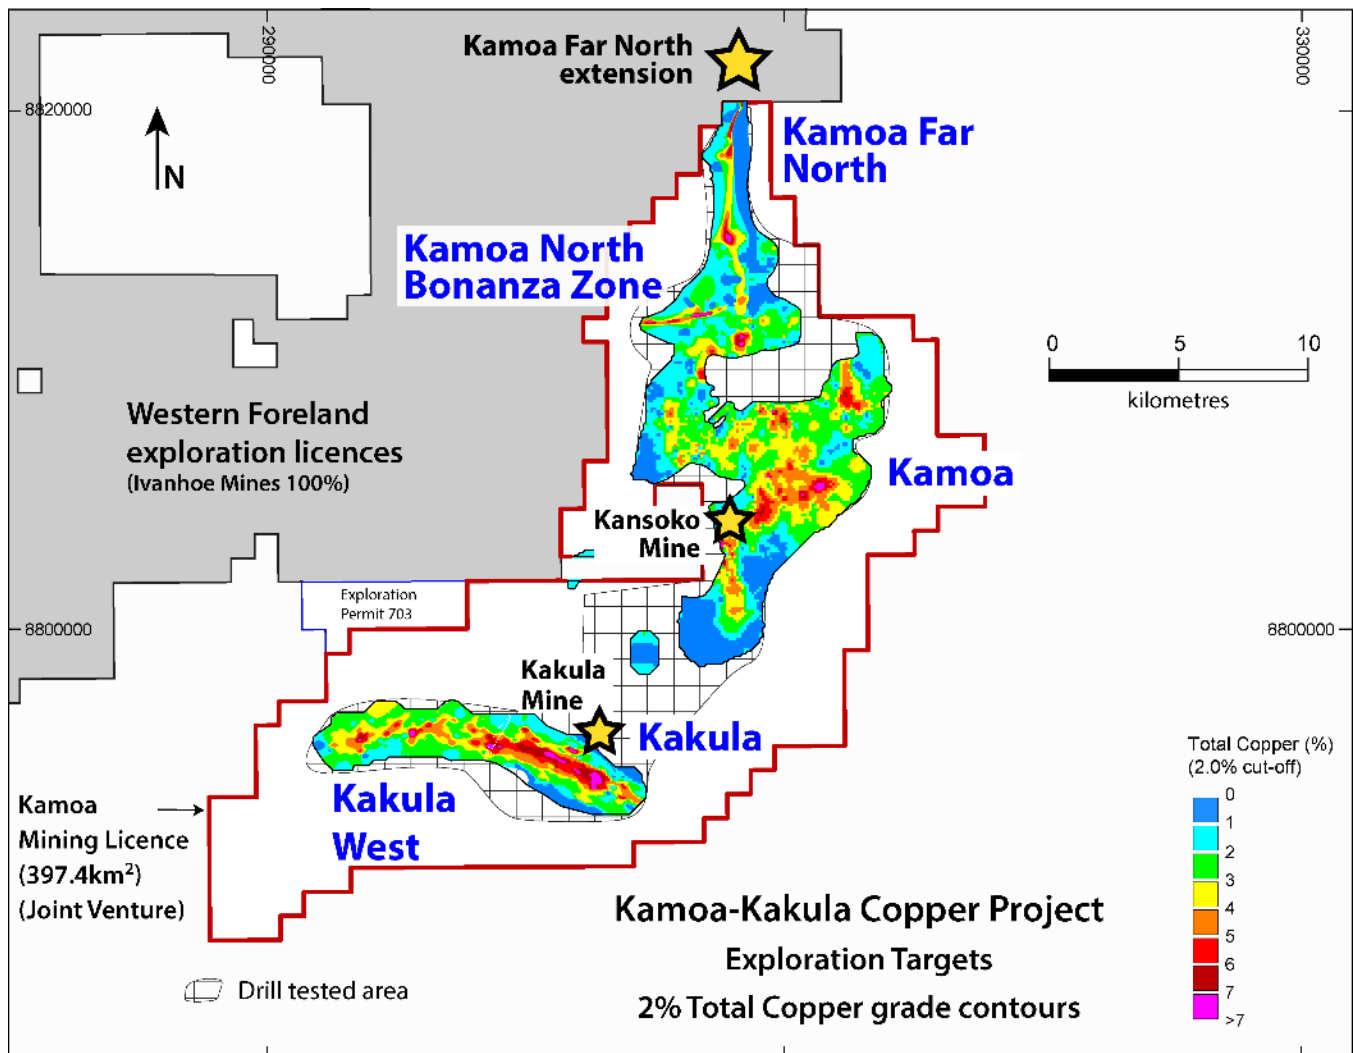 290000
330000
Kamoa Far North
extension
8820000
N
Kamoa Far
North
Kamoa North
Bonanza Zone
0 5 10
kilometres
Western Foreland
exploration licences
(Ivanhoe Mines 100%)
Kamoa
Kansoko
Mine
Exploration
Permit 703
8800000
8800000
Kakula
Mine
Kakula
Kakula
West
Total Copper (%)
(2.0% cut-off)
0
1
2
3
4
5
6
7
>7
Kamoa
Mining Licence
(397.4km²)
(Joint Venture)
Kamoa-Kakula Copper Project
Exploration Targets
2% Total Copper grade contours
Drill tested area